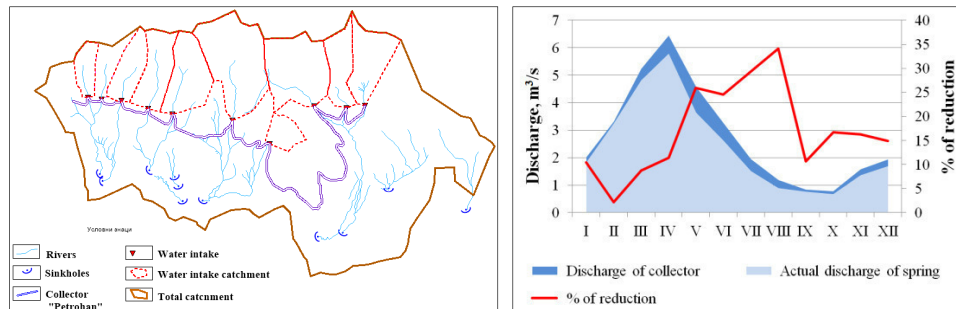 Условни знаци
Rivers
Sinkholes
Collector
"Petrohan"
Water intake
Water intake catchment
Total catcnment
Discharge, m³/s
7
6
5
4
3
2
1
0
I II III IV V VI VII VIII IX X XI XII
40
35
30
25
20
15
10
5
0
% of reduction
Discharge of collector
Actual discharge of spring
% of reduction